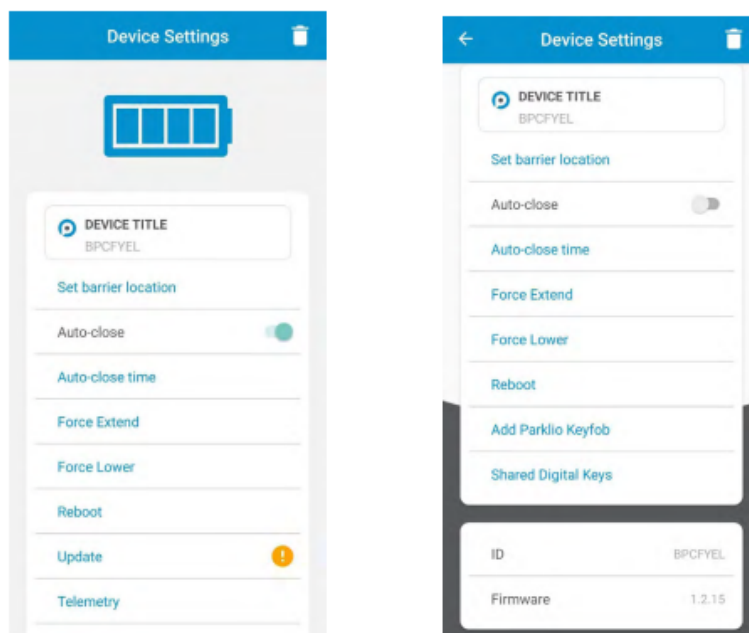 Device Settings
DEVICE TITLE
BPCFYEL
Set barrier location
Auto-close
Auto-close time
Force Extend
Force Lower
Reboot
Update
Telemetry
Device Settings
DEVICE TITLE
BPCFYEL
Set barrier location
Auto-close
Auto-close time
Force Extend
Force Lower
Reboot
Add Parklio Keyfob
Shared Digital Keys
ID BPCFYEL
Firmware 1.2.15